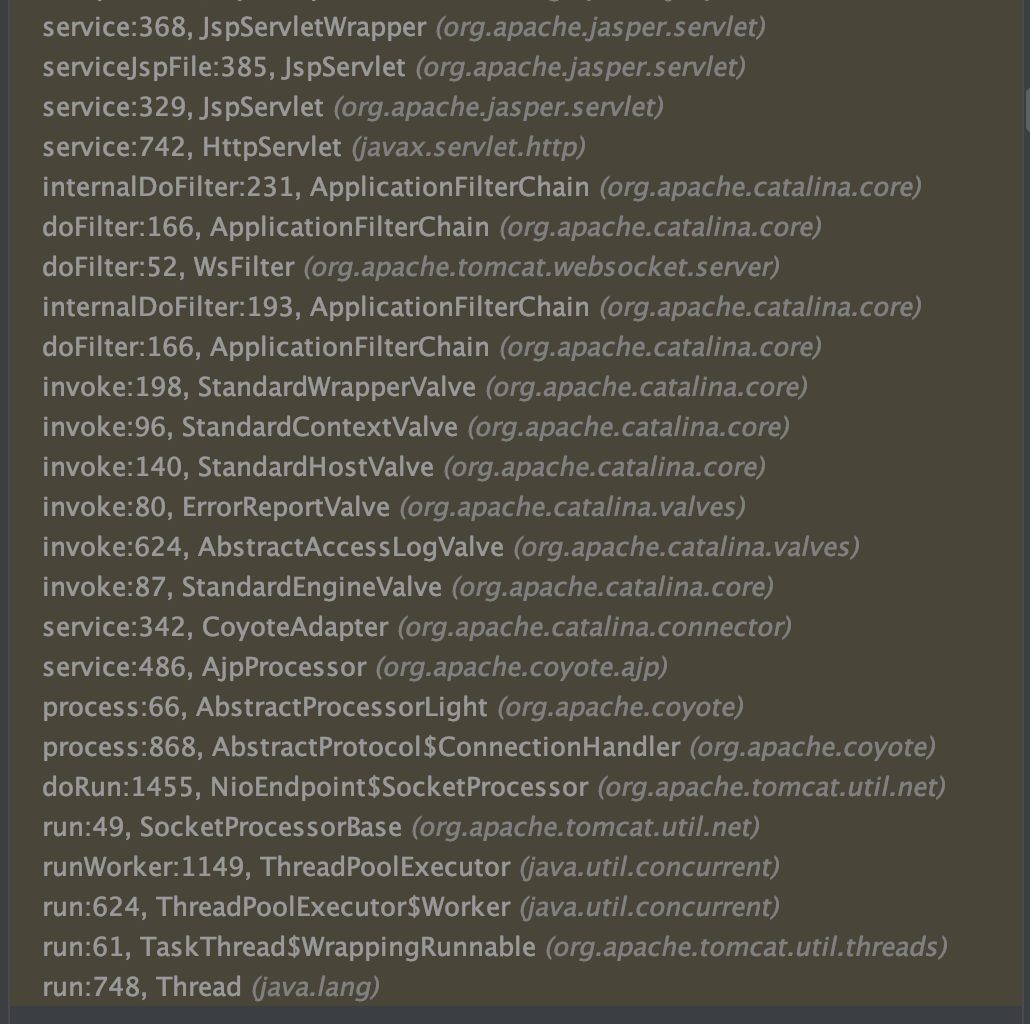 service:368, JspServletWrapper (org.apache.jasper.servlet)
serviceJspFile:385, JspServlet (org.apache.jasper.servlet)
service:329, JspServlet (org.apache.jasper.servlet)
service:742, HttpServlet (javax.servlet.http)
internalDoFilter:231, ApplicationFilterChain (org.apache.catalina.core)
doFilter:166, ApplicationFilterChain (org.apache.catalina.core)
doFilter:52, WsFilter (org.apache.tomcat.websocket.server)
internalDoFilter:193, ApplicationFilterChain (org.apache.catalina.core)
doFilter:166, ApplicationFilterChain (org.apache.catalina.core)
invoke:198, StandardWrapperValve (org.apache.catalina.core)
invoke:96, StandardContextValve (org.apache.catalina.core)
invoke:140, StandardHostValve (org.apache.catalina.core)
invoke:80, ErrorReportValve (org.apache.catalina.valves)
invoke:624, AbstractAccessLogValve (org.apache.catalina.valves)
invoke:87, StandardEngineValve (org.apache.catalina.core)
service:342, CoyoteAdapter (org.apache.catalina.connector)
service:486, AjpProcessor (org.apache.coyote.ajp)
process:66, AbstractProcessorLight (org.apache.coyote)
process:868, AbstractProtocol$ConnectionHandler (org.apache.coyote)
doRun:1455, NioEndpoint$SocketProcessor (org.apache.tomcat.util.net)
run:49, SocketProcessorBase (org.apache.tomcat.util.net)
runWorker:1149, ThreadPoolExecutor (java.util.concurrent)
run:624, ThreadPoolExecutor$Worker (java.util.concurrent)
run:61, TaskThread$WrappingRunnable (org.apache.tomcat.util.threads)
run:748, Thread (java.lang)